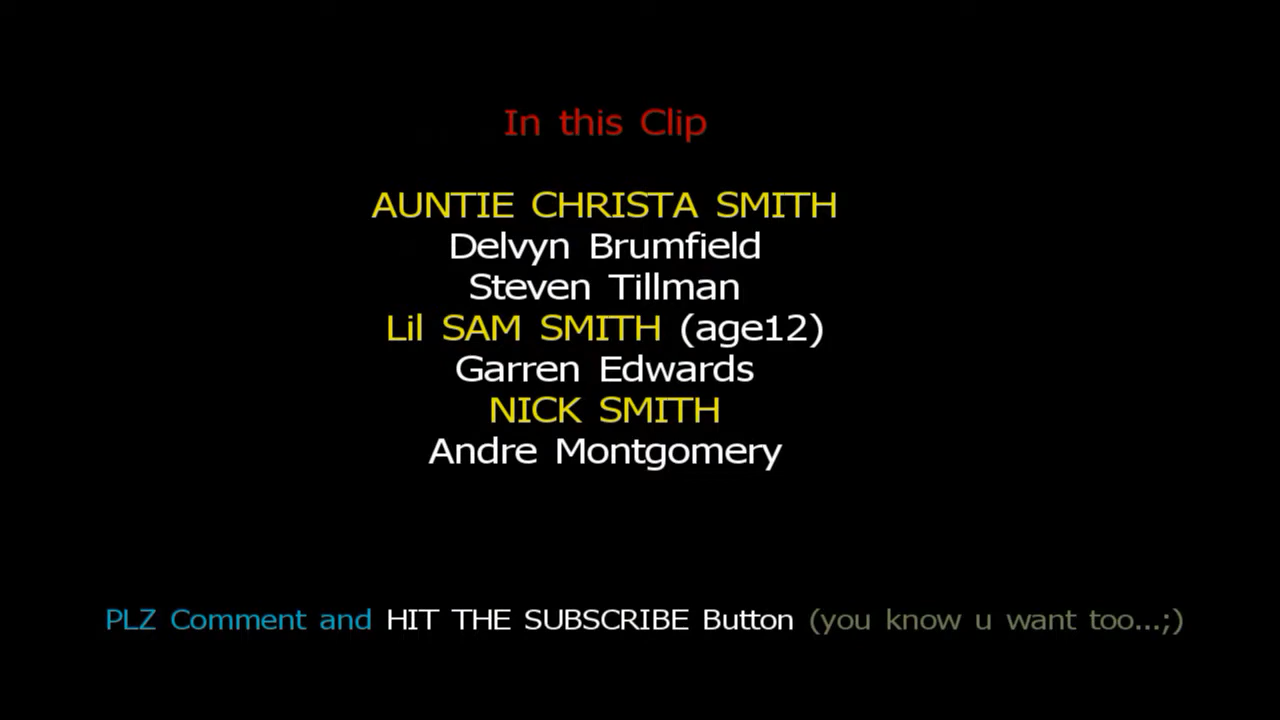 In this Clip
AUNTIE CHRISTA SMITH
Delvyn Brumfield
Steven Tillman
Lil SAM SMITH (age12)
Garren Edwards
NICK SMITH
Andre Montgomery
PLZ Comment and HIT THE SUBSCRIBE Button (you know u want too...;)